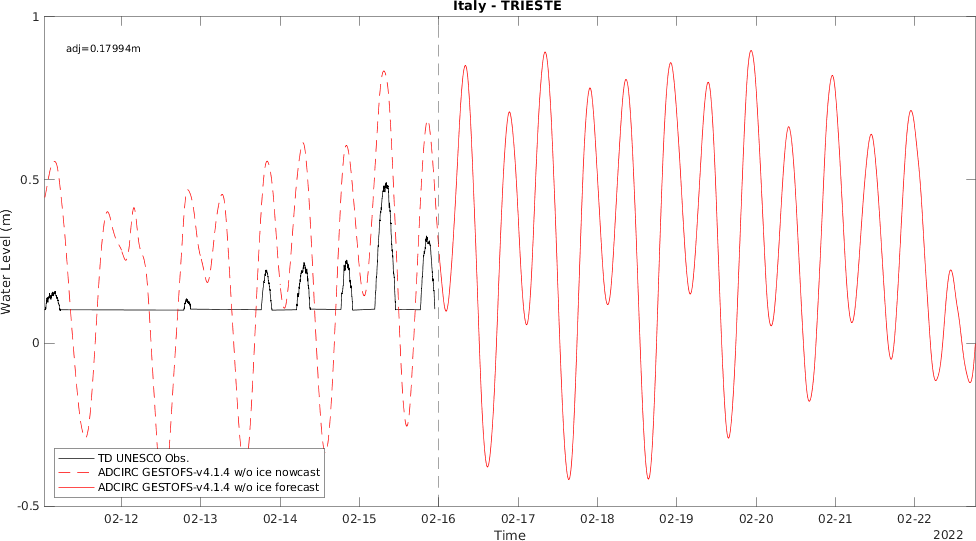 Italy - TRIESTE
adj=0.17994m
1
0.5
0
-0.5
Water Level (m)
TD UNESCO Obs.
ADCIRC GESTOFS-v4.1.4 w/o ice nowcast
ADCIRC GESTOFS-v4.1.4 w/o ice forecast
02-12 02-13 02-14 02-15 02-16 02-17 02-18 02-19 02-20 02-21 02-22
Time
2022